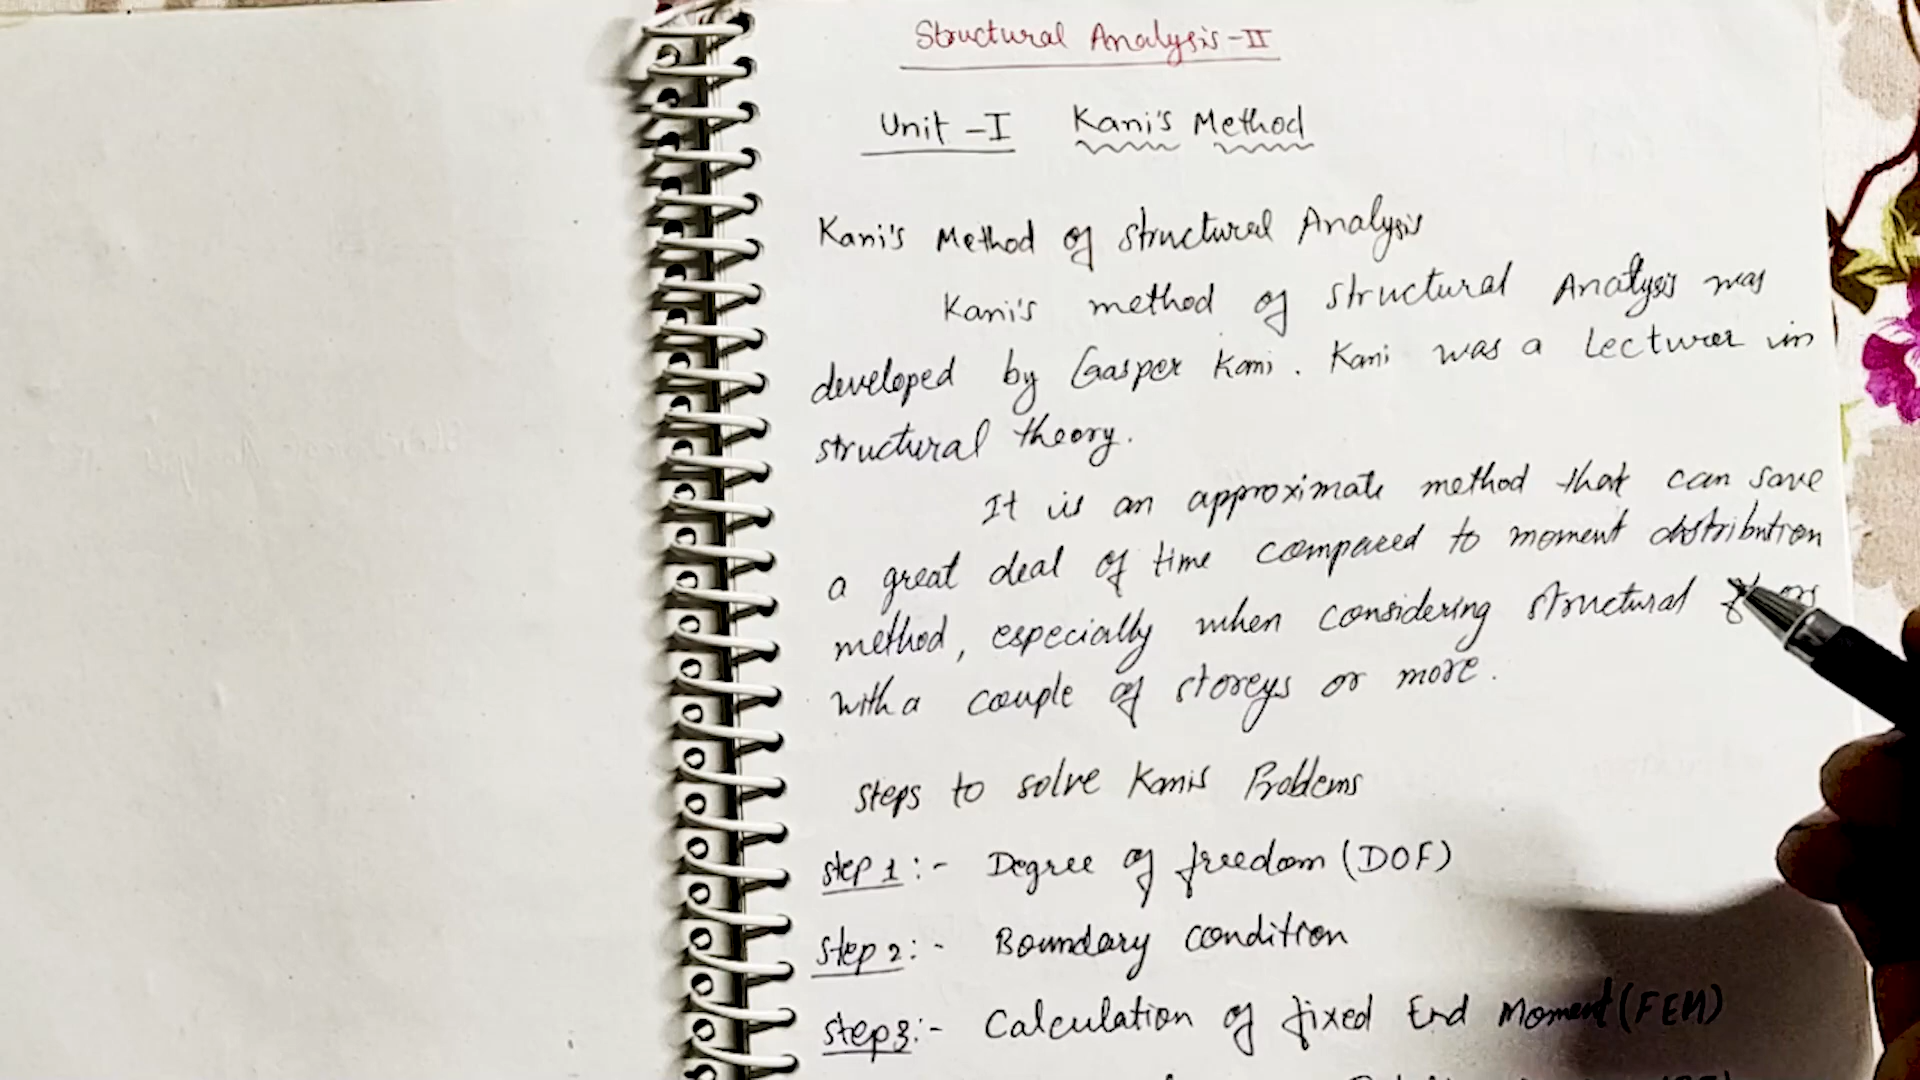 Structural Analysis-II
Unit -I Kani's Method
Kani's Method of structural Analysis
Kani's method of structural Analysis was
developed by Gasper Kani. Kani was a Lecturer in
structural theory.
It is an approximate method that can save
a great deal of time compared to moment distribution
method, especially when considering structural
with a couple of storeys or more.
Steps to solve Kanis Problems
Step 1:- Degree of freedom (DOF)
Step 2:- Boundary condition
Step 3:- Calculation of fixed End Moment (FEM)